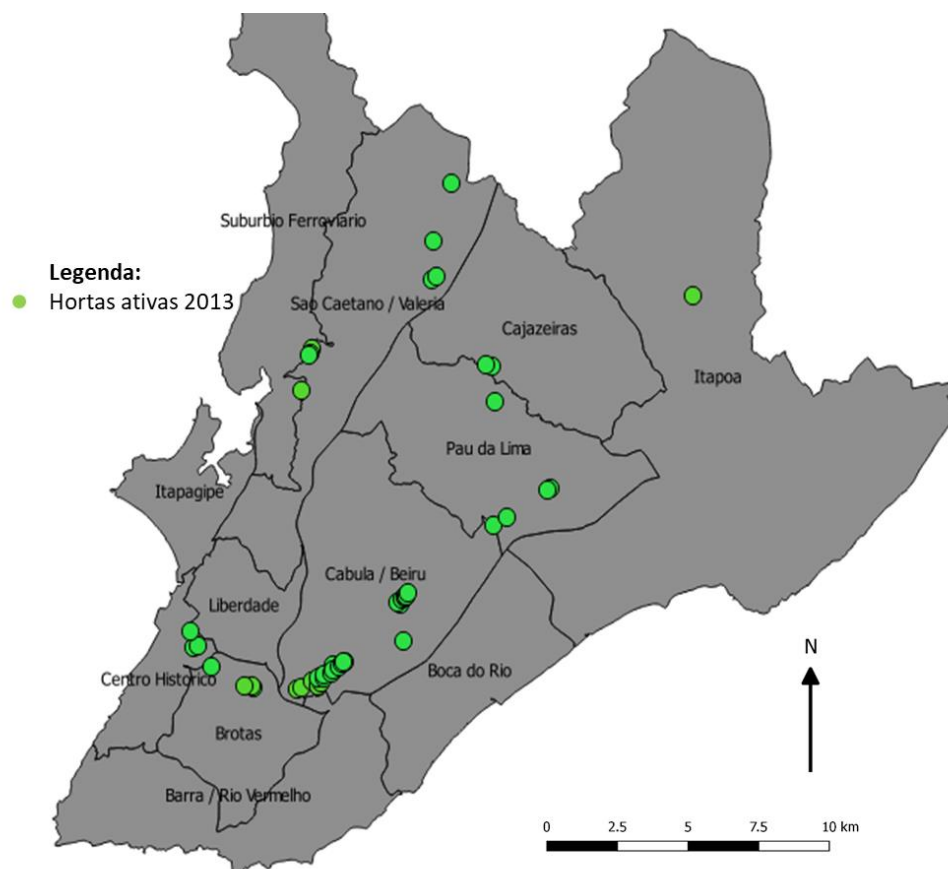 Suburbio Ferroviario
Legenda:
Hortas ativas 2013
Sao Caetano / Valeria
Cajazeiras
Itapoa
Pau da Lima
Itapagipe
Cabula / Beiru
Liberdade
Boca do Rio
Centro Historico
Brotas
Barra / Rio Vermelho
N
0 2.5 5 7.5 10 km